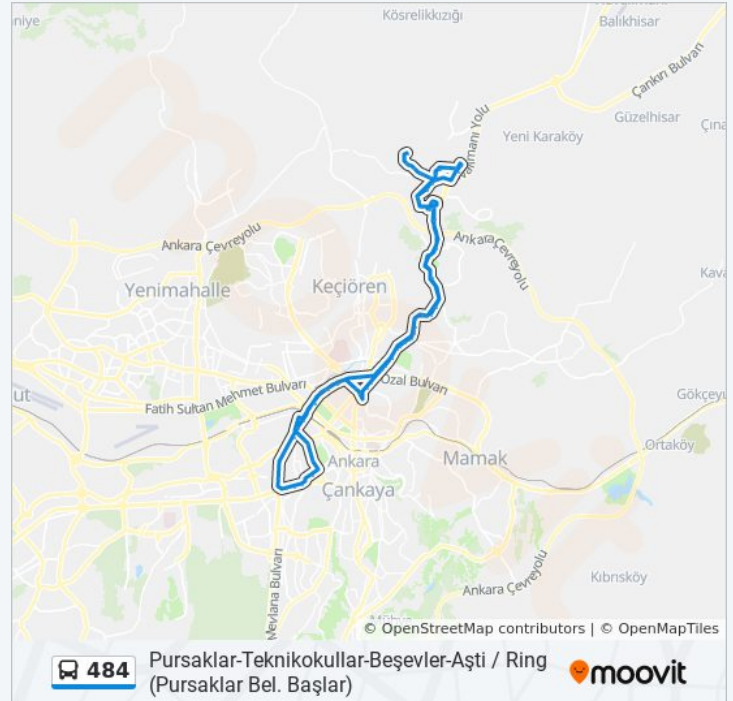 Kösrelikkızığı
Balıkhisar
Çankırı Bulvarı
Güzelhisar
Yeni Karaköy
Ankara Çevreyolu
Ankara Çevreyolu
Yenimahalle
Keçiören
Özal Bulvarı
Fatih Sultan Mehmet Bulvarı
Ortaköy
Ankara
Mamak
Çankaya
Mevlana Bulvarı
Ankara Çevreyolu
Kıbrısköy
© OpenStreetMap contributors | © OpenMapTiles
484
Pursaklar-Teknikokullar-Beşevler-Aşti / Ring
(Pursaklar Bel. Başlar)
moovit